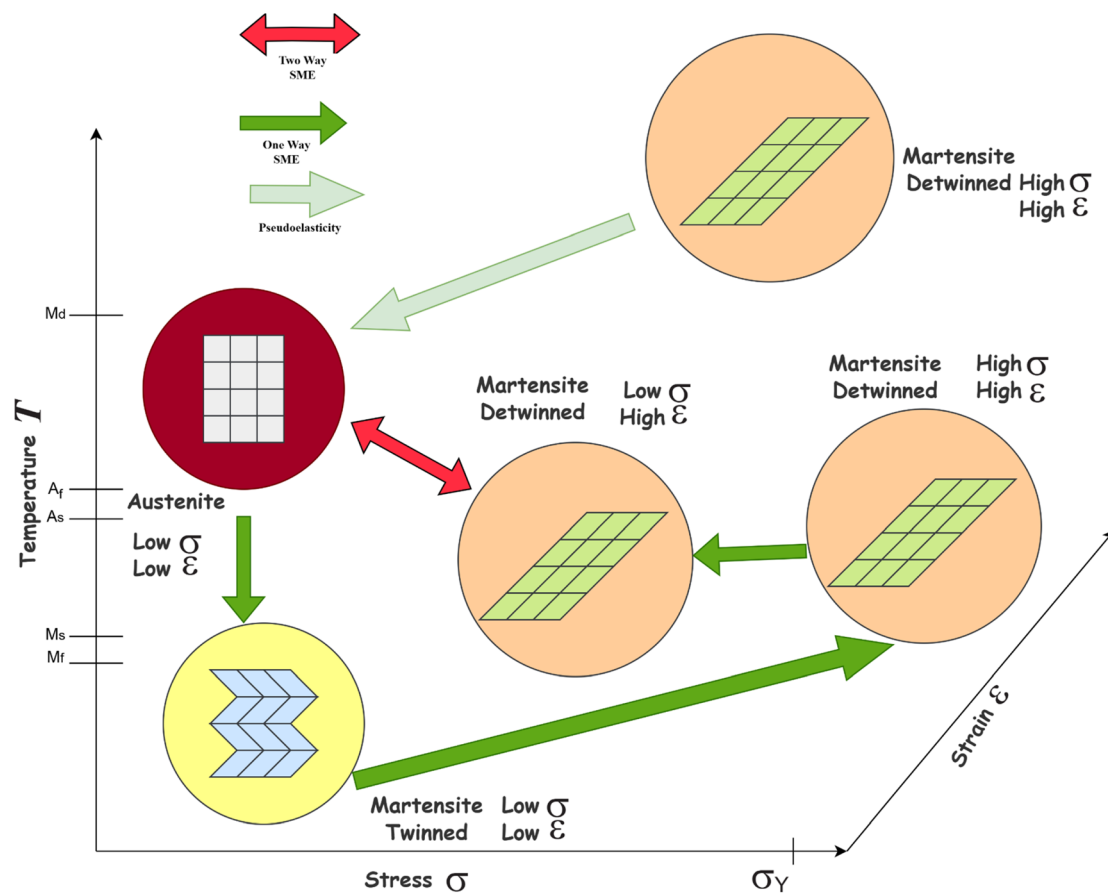 Two Way
SME
One Way
SME
Pseudoelasticity
Martensite
Detwinned High σ
High ε
Md
Martensite
Detwinned
Low σ
High ε
Martensite
Detwinned
High σ
High ε
Temperature T
Af
As
Austenite
Low σ
Low ε
Ms
Mf
Strain ε
Martensite Low σ
Twinned Low ε
Stress σ
σY